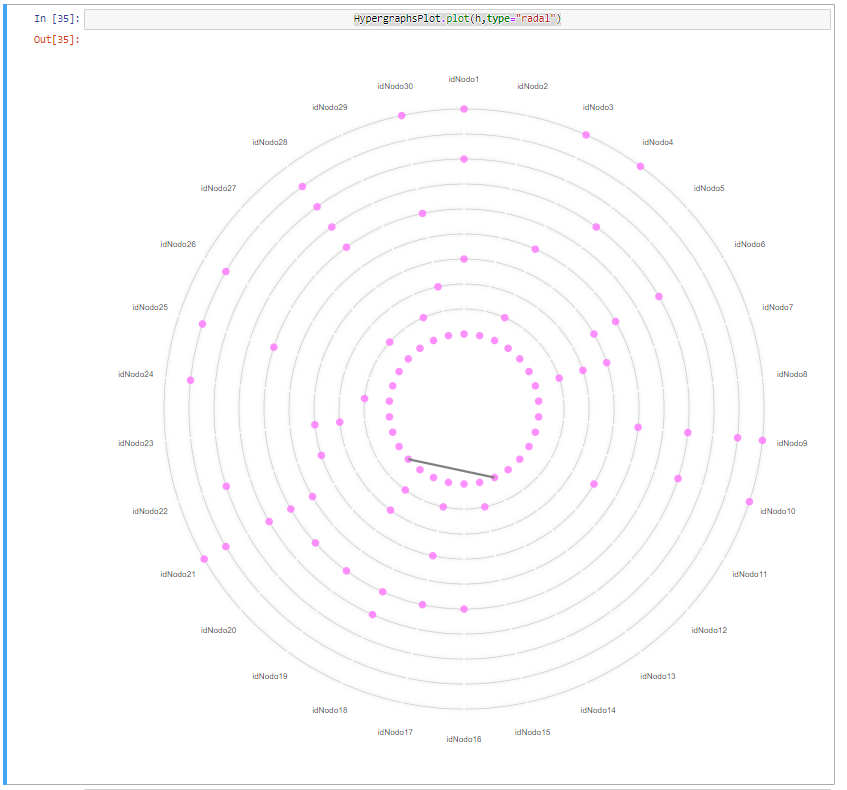 In [35]: HypergraphsPlot.plot(h,type="radal")
Out[35]:
idNodo1
idNodo2
idNodo3
idNodo4
idNodo5
idNodo6
idNodo7
idNodo8
idNodo9
idNodo10
idNodo11
idNodo12
idNodo13
idNodo14
idNodo15
idNodo16
idNodo17
idNodo18
idNodo19
idNodo20
idNodo21
idNodo22
idNodo23
idNodo24
idNodo25
idNodo26
idNodo27
idNodo28
idNodo29
idNodo30